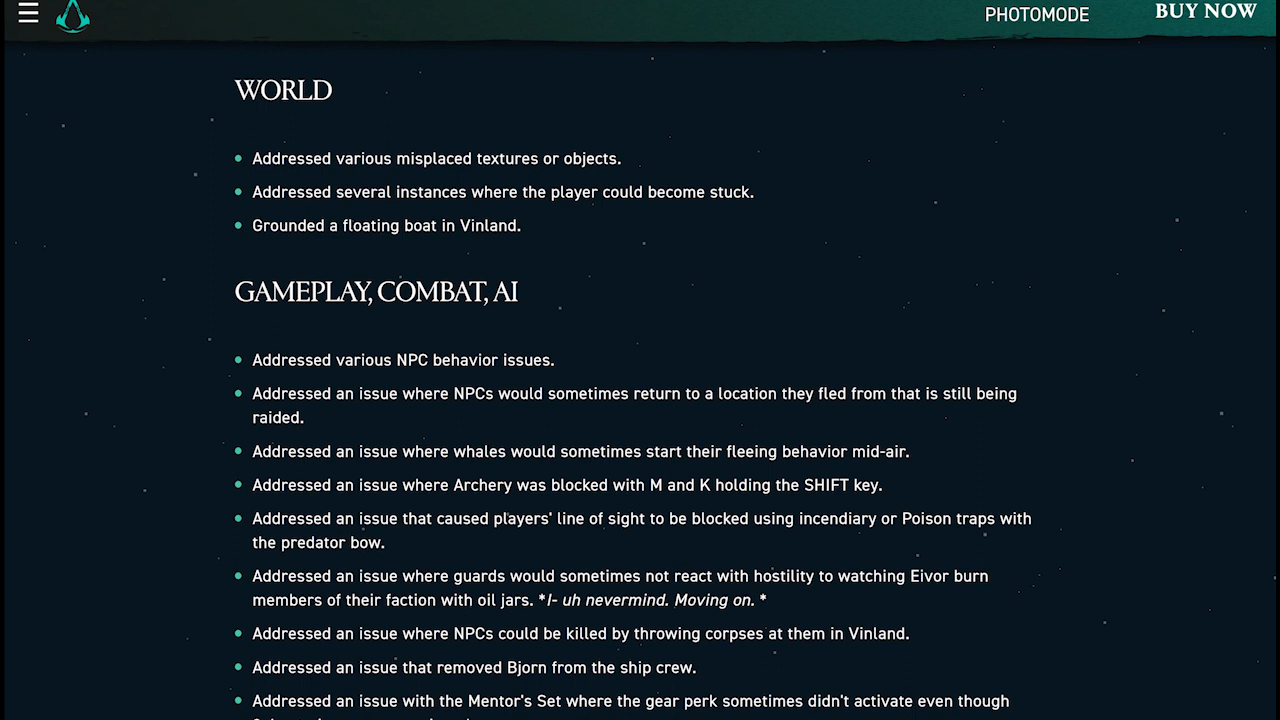 PHOTOMODE
BUY NOW
WORLD
Addressed various misplaced textures or objects.
Addressed several instances where the player could become stuck.
Grounded a floating boat in Vinland.
GAMEPLAY, COMBAT, AI
Addressed various NPC behavior issues.
Addressed an issue where NPCs would sometimes return to a location they fled from that is still being
raided.
Addressed an issue where whales would sometimes start their fleeing behavior mid-air.
Addressed an issue where Archery was blocked with M and K holding the SHIFT key.
Addressed an issue that caused players' line of sight to be blocked using incendiary or Poison traps with
the predator bow.
Addressed an issue where guards would sometimes not react with hostility to watching Eivor burn
members of their faction with oil jars. *I- uh nevermind. Moving on. *
Addressed an issue where NPCs could be killed by throwing corpses at them in Vinland.
Addressed an issue that removed Bjorn from the ship crew.
Addressed an issue with the Mentor's Set where the gear perk sometimes didn't activate even though